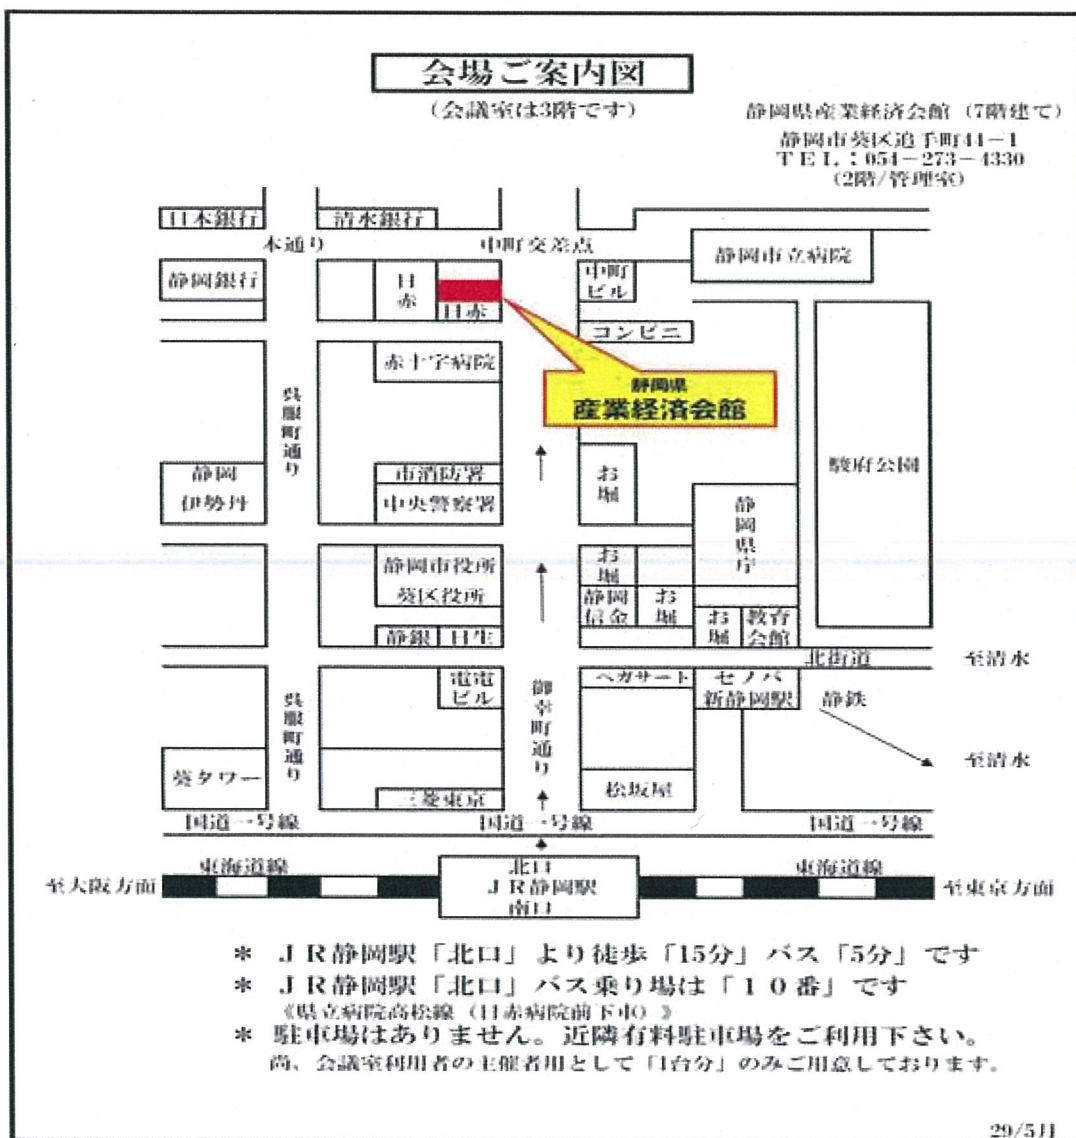 会場ご案内図
(会議室は3階です)
静岡県産業経済会館（7階建て）
静岡市葵区追手町44－1
ＴＥＬ：054－273－4330
(2階/管理室)
日本銀行
清水銀行
本通り
中町交差点
静岡市立病院
静岡銀行
日赤
日赤
中町
ビル
コンビニ
赤十字病院
静岡県
産業経済会館
呉服町通り
駿府公園
静岡
伊勢丹
市消防署
中央警察署
お堀
静岡県庁
静岡市役所
葵区役所
お堀
静岡
信金
お堀
お堀
教育
会館
静銀
日生
北街道
至清水
電電
ビル
御幸町通り
ペガサート
セノバ
新静岡駅
静鉄
呉服町通り
至清水
葵タワー
三菱東京
松坂屋
国道一号線
国道一号線
国道一号線
東海道線
北口
東海道線
至大阪方面
ＪＲ静岡駅
至東京方面
南口
＊ ＪＲ静岡駅「北口」より徒歩「15分」バス「5分」です
＊ ＪＲ静岡駅「北口」バス乗り場は「１０番」です
《県立病院高松線（日赤病院前下車）》
＊ 駐車場はありません。近隣有料駐車場をご利用下さい。
尚、会議室利用者の主催者用として「1台分」のみご用意しております。
29/5月